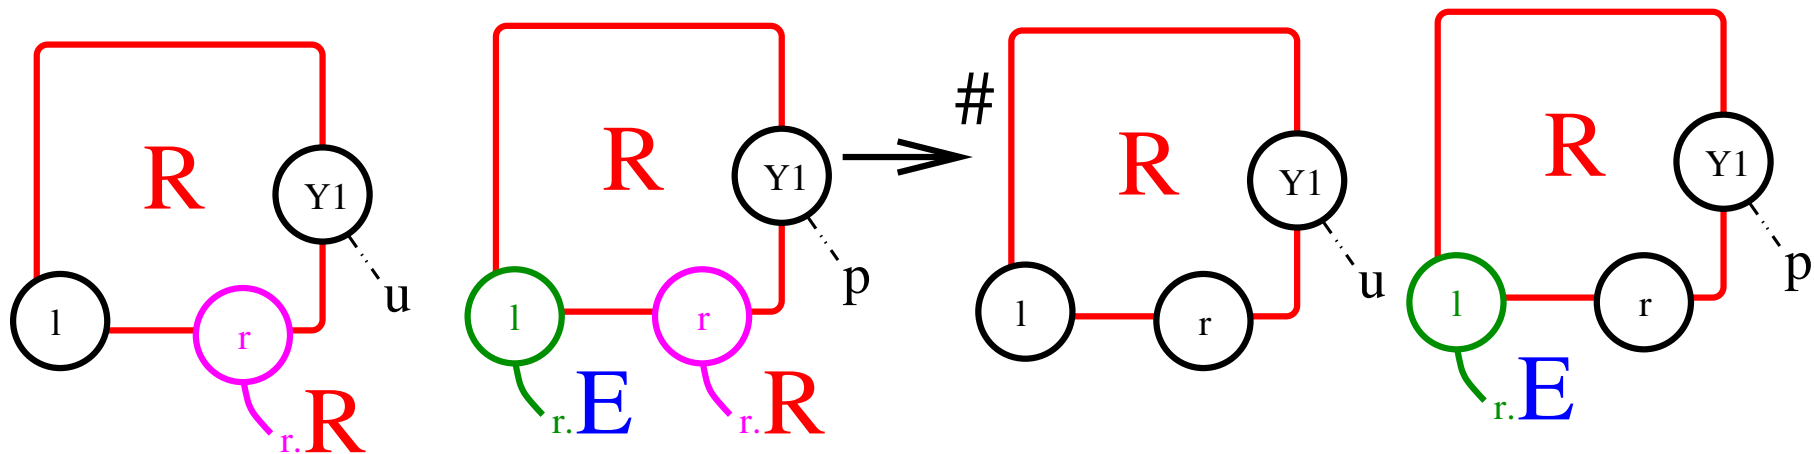 R Y1 u l r r.R
R Y1 p l r r.E r.R
#
R Y1 u l r
R Y1 p l r r.E